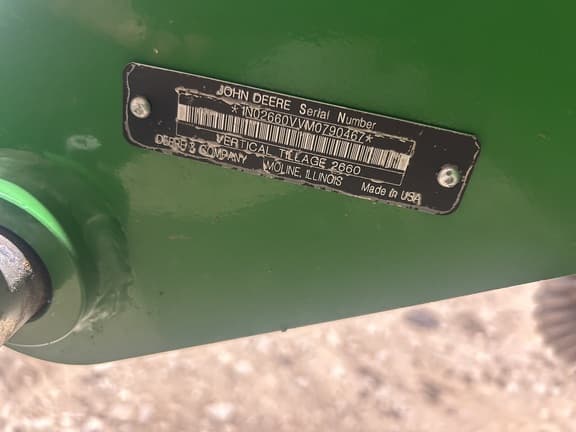 JOHN DEERE Serial Number
*1N02660VVM0790467*
VERTICAL TILLAGE 2660
DEERE & COMPANY MOLINE, ILLINOIS Made in USA